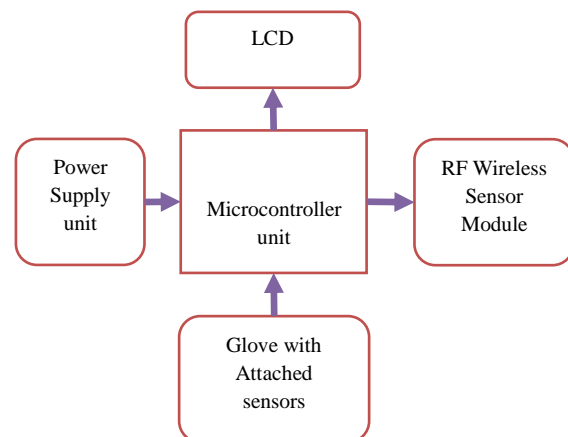 LCD
Power
Supply
unit
Microcontroller
unit
RF Wireless
Sensor
Module
Glove with
Attached
sensors